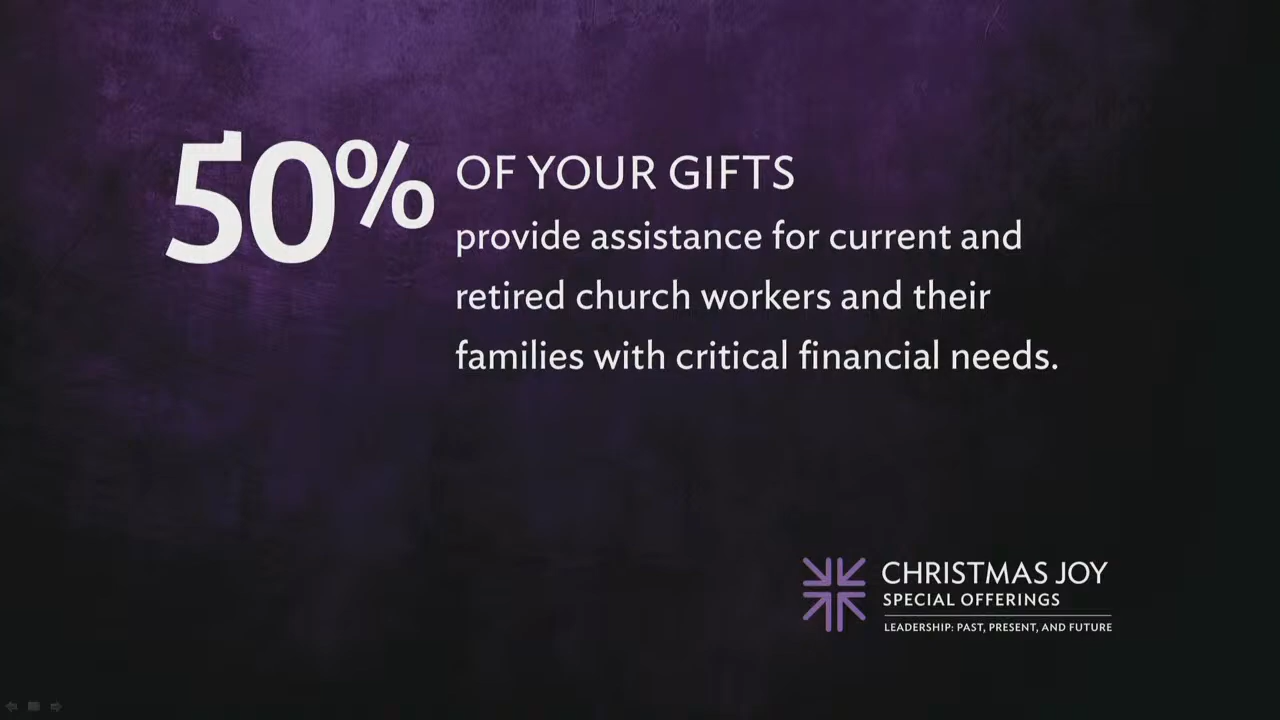 50% OF YOUR GIFTS
provide assistance for current and
retired church workers and their
families with critical financial needs.
CHRISTMAS JOY
SPECIAL OFFERINGS
LEADERSHIP: PAST, PRESENT, AND FUTURE